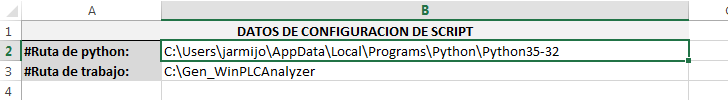 A B
1 DATOS DE CONFIGURACION DE SCRIPT
2 #Ruta de python: C:\Users\jarmijo\AppData\Local\Programs\Python\Python35-32
3 #Ruta de trabajo: C:\Gen_WinPLCAnalyzer
4